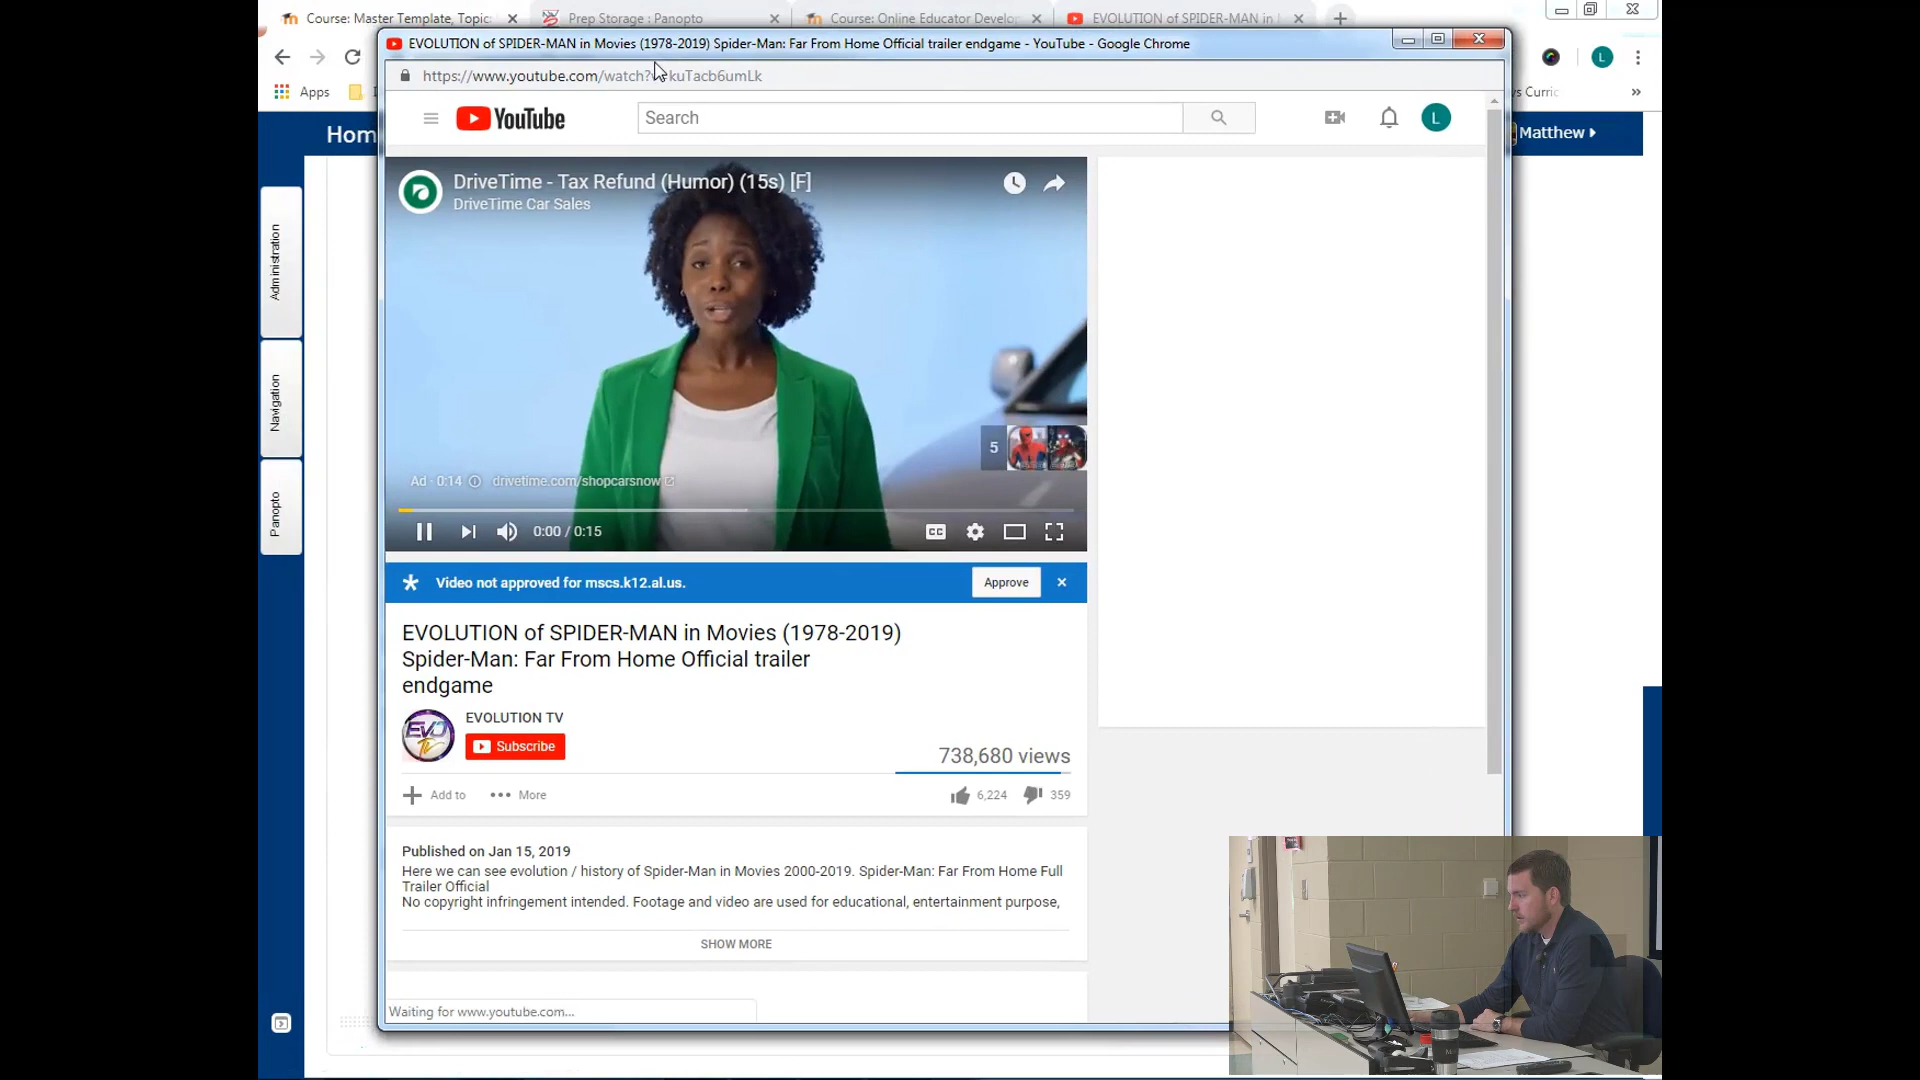 Course: Master Template, Topic:
Prep Storage : Panopto
Course: Online Educator Develop
EVOLUTION of SPIDER-MAN in
EVOLUTION of SPIDER-MAN in Movies (1978-2019) Spider-Man: Far From Home Official trailer endgame - YouTube - Google Chrome
https://www.youtube.com/watch? kuTacb6umLk
L
Apps
Curric
Hom
Matthew
YouTube
Search
L
Administration
Navigation
Panopto
DriveTime - Tax Refund (Humor) (15s) [F]
DriveTime Car Sales
5
Ad · 0:14
drivetime.com/shopcarsnow
0:00 / 0:15
CC
Video not approved for mscs.k12.al.us.
Approve
EVOLUTION of SPIDER-MAN in Movies (1978-2019)
Spider-Man: Far From Home Official trailer
endgame
EVO
TV
EVOLUTION TV
Subscribe
738,680 views
Add to
More
6,224
359
Published on Jan 15, 2019
Here we can see evolution / history of Spider-Man in Movies 2000-2019. Spider-Man: Far From Home Full
Trailer Official
No copyright infringement intended. Footage and video are used for educational, entertainment purpose,
SHOW MORE
Waiting for www.youtube.com...